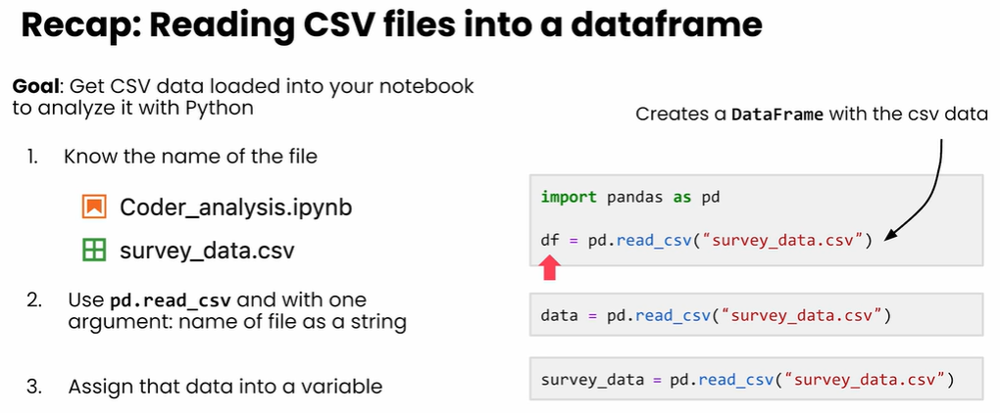 Recap: Reading CSV files into a dataframe
Goal: Get CSV data loaded into your notebook
to analyze it with Python
1. Know the name of the file
Coder_analysis.ipynb
survey_data.csv
2. Use pd.read_csv and with one
argument: name of file as a string
3. Assign that data into a variable
Creates a DataFrame with the csv data
import pandas as pd
df = pd.read_csv(“survey_data.csv”)
data = pd.read_csv(“survey_data.csv”)
survey_data = pd.read_csv(“survey_data.csv”)